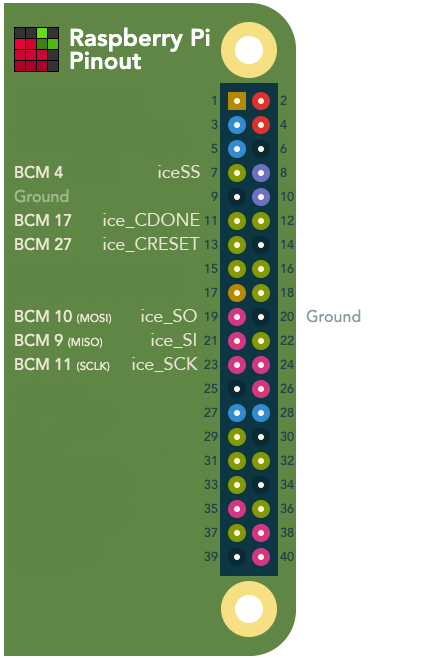 Raspberry Pi
Pinout
1 2
3 4
5 6
BCM 4 iceSS 7 8
Ground 9 10
BCM 17 ice_CDONE 11 12
BCM 27 ice_CRESET 13 14
15 16
17 18
BCM 10 (MOSI) ice_SO 19 20 Ground
BCM 9 (MISO) ice_SI 21 22
BCM 11 (SCLK) ice_SCK 23 24
25 26
27 28
29 30
31 32
33 34
35 36
37 38
39 40